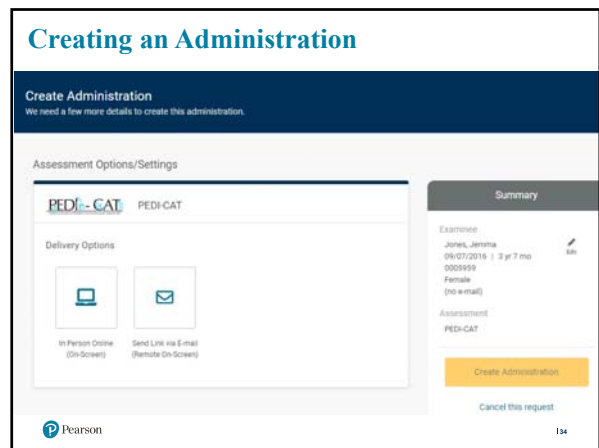 Creating an Administration
Create Administration
We need a few more details to create this administration.
Assessment Options/Settings
PEDI-CAT PEDI-CAT
Delivery Options
In Person Online
(On-Screen)
Send Link via E-mail
(Remote On-Screen)
Summary
Examinee
Jones, Jemma
Edit
09/07/2016 | 3 yr 7 mo
0005959
Female
(no e-mail)
Assessment
PEDI-CAT
Create Administration
Cancel this request
Pearson
34